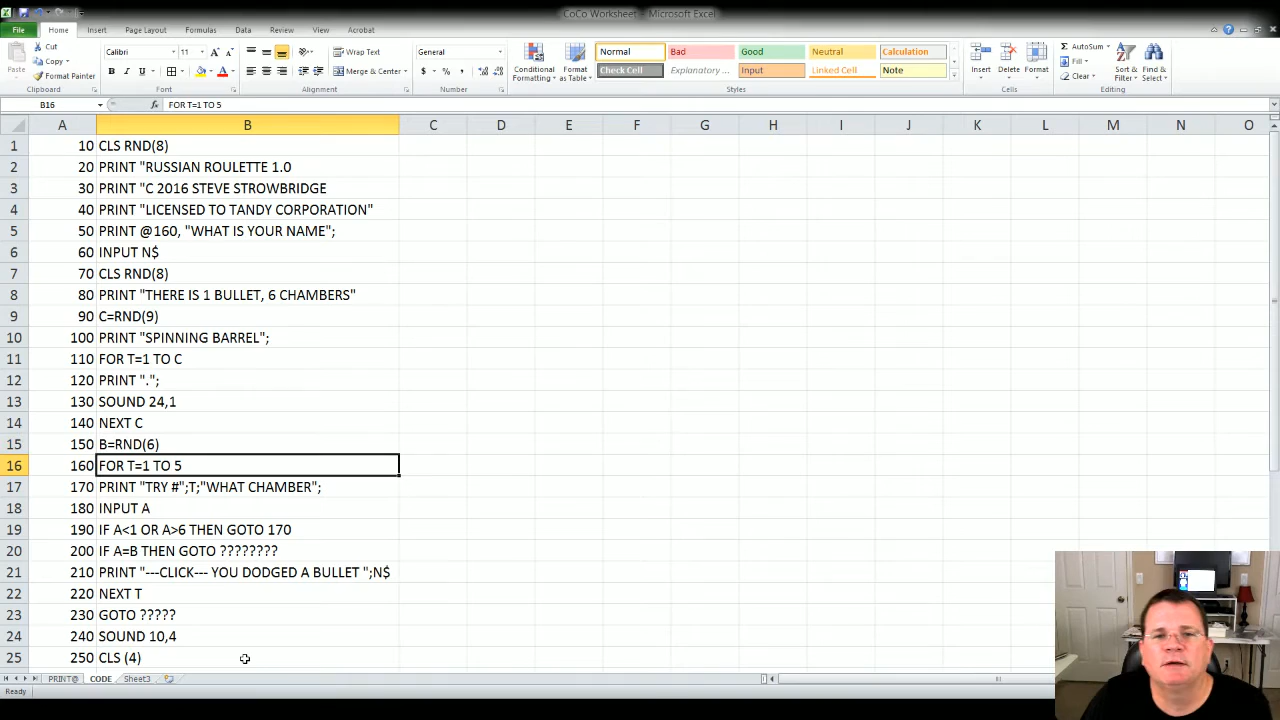 CoCo Worksheet - Microsoft Excel
File Home Insert Page Layout Formulas Data Review View Acrobat
Cut
Copy
Format Painter
Paste
Clipboard
Calibri 11
B I U
Font
Wrap Text
Merge & Center
Alignment
General
$ % ,
Number
Conditional Formatting
Format as Table
Normal Bad Good Neutral Calculation
Check Cell Explanatory ... Input Linked Cell Note
Styles
Insert Delete Format
Cells
AutoSum
Fill
Clear
Sort & Filter
Find & Select
Editing
B16 fx FOR T=1 TO 5
A B C D E F G H I J K L M N O
1 10 CLS RND(8)
2 20 PRINT "RUSSIAN ROULETTE 1.0
3 30 PRINT "C 2016 STEVE STROWBRIDGE
4 40 PRINT "LICENSED TO TANDY CORPORATION"
5 50 PRINT @160, "WHAT IS YOUR NAME";
6 60 INPUT N$
7 70 CLS RND(8)
8 80 PRINT "THERE IS 1 BULLET, 6 CHAMBERS"
9 90 C=RND(9)
10 100 PRINT "SPINNING BARREL";
11 110 FOR T=1 TO C
12 120 PRINT ".";
13 130 SOUND 24,1
14 140 NEXT C
15 150 B=RND(6)
16 160 FOR T=1 TO 5
17 170 PRINT "TRY #";T;"WHAT CHAMBER";
18 180 INPUT A
19 190 IF A<1 OR A>6 THEN GOTO 170
20 200 IF A=B THEN GOTO ????????
21 210 PRINT "---CLICK--- YOU DODGED A BULLET ";N$
22 220 NEXT T
23 230 GOTO ?????
24 240 SOUND 10,4
25 250 CLS (4)
PRINT@ CODE Sheet3
Ready